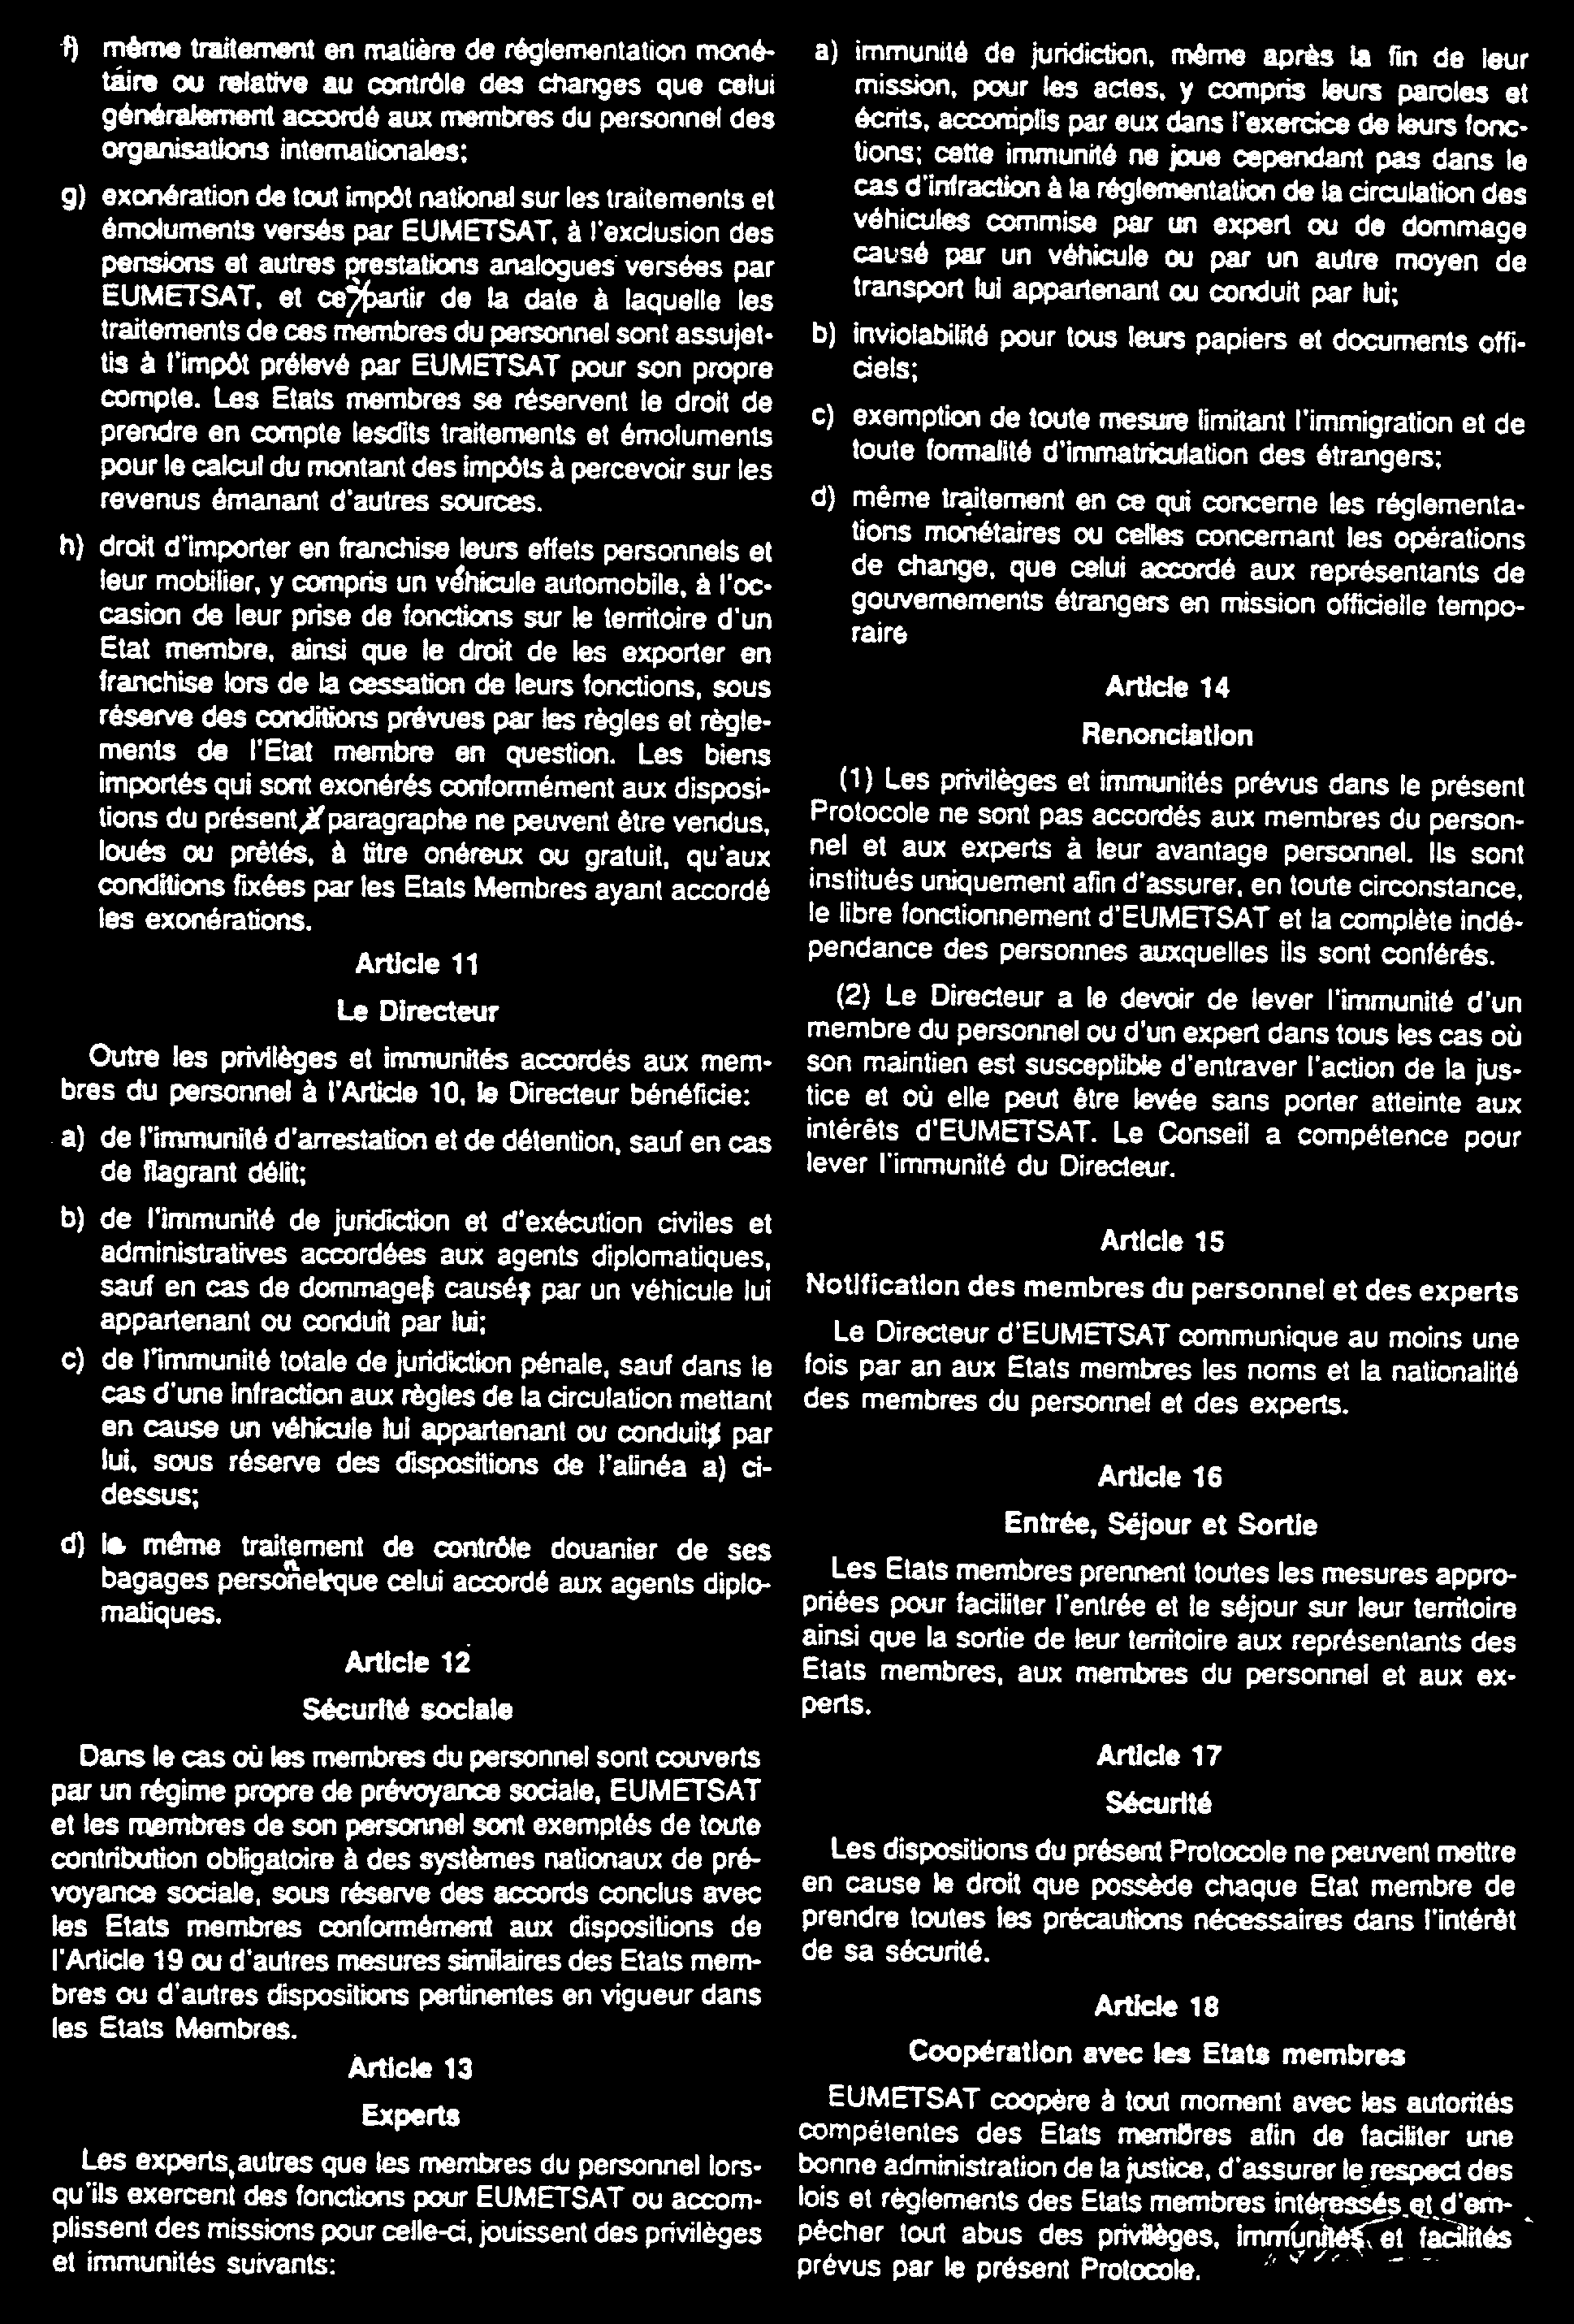 f) même traitement en matière de réglementation moné-
taire ou relative au contrôle des changes que celui
généralement accordé aux membres du personnel des
organisations internationales;
g) exonération de tout impôt national sur les traitements et
émoluments versés par EUMETSAT, à l'exclusion des
pensions et autres prestations analogues versées par
EUMETSAT, et ce partir de la date à laquelle les
traitements de ces membres du personnel sont assujet-
tis à l'impôt prélevé par EUMETSAT pour son propre
compte. Les Etats membres se réservent le droit de
prendre en compte lesdits traitements et émoluments
pour le calcul du montant des impôts à percevoir sur les
revenus émanant d'autres sources.
h) droit d'importer en franchise leurs effets personnels et
leur mobilier, y compris un véhicule automobile, à l'oc-
casion de leur prise de fonctions sur le territoire d'un
Etat membre, ainsi que le droit de les exporter en
franchise lors de la cessation de leurs fonctions, sous
réserve des conditions prévues par les règles et règle-
ments de l'Etat membre en question. Les biens
importés qui sont exonérés conformément aux disposi-
tions du présent paragraphe ne peuvent être vendus,
loués ou prêtés, à titre onéreux ou gratuit, qu'aux
conditions fixées par les Etats Membres ayant accordé
les exonérations.
Article 11
Le Directeur
Outre les privilèges et immunités accordés aux mem-
bres du personnel à l'Article 10, le Directeur bénéficie:
a) de l'immunité d'arrestation et de détention, sauf en cas
de flagrant délit;
b) de l'immunité de juridiction et d'exécution civiles et
administratives accordées aux agents diplomatiques,
sauf en cas de dommage causé par un véhicule lui
appartenant ou conduit par lui;
c) de l'immunité totale de juridiction pénale, sauf dans le
cas d'une infraction aux règles de la circulation mettant
en cause un véhicule lui appartenant ou conduit par
lui, sous réserve des dispositions de l'alinéa a) ci-
dessus;
d) le même traitement de contrôle douanier de ses
bagages personnels que celui accordé aux agents diplo-
matiques.
Article 12
Sécurité sociale
Dans le cas où les membres du personnel sont couverts
par un régime propre de prévoyance sociale, EUMETSAT
et les membres de son personnel sont exemptés de toute
contribution obligatoire à des systèmes nationaux de pré-
voyance sociale, sous réserve des accords conclus avec
les Etats membres conformément aux dispositions de
l'Article 19 ou d'autres mesures similaires des Etats mem-
bres ou d'autres dispositions pertinentes en vigueur dans
les Etats Membres.
Article 13
Experts
Les experts, autres que les membres du personnel lors-
qu'ils exercent des fonctions pour EUMETSAT ou accom-
plissent des missions pour celle-ci, jouissent des privilèges
et immunités suivants:
a) immunité de juridiction, même après la fin de leur
mission, pour les actes, y compris leurs paroles et
écrits, accomplis par eux dans l'exercice de leurs fonc-
tions; cette immunité ne joue cependant pas dans le
cas d'infraction à la réglementation de la circulation des
véhicules commise par un expert ou de dommage
causé par un véhicule ou par un autre moyen de
transport lui appartenant ou conduit par lui;
b) inviolabilité pour tous leurs papiers et documents offi-
ciels;
c) exemption de toute mesure limitant l'immigration et de
toute formalité d'immatriculation des étrangers;
d) même traitement en ce qui concerne les réglementa-
tions monétaires ou celles concernant les opérations
de change, que celui accordé aux représentants de
gouvernements étrangers en mission officielle tempo-
raire
Article 14
Renonciation
(1) Les privilèges et immunités prévus dans le présent
Protocole ne sont pas accordés aux membres du person-
nel et aux experts à leur avantage personnel. Ils sont
institués uniquement afin d'assurer, en toute circonstance,
le libre fonctionnement d'EUMETSAT et la complète indé-
pendance des personnes auxquelles ils sont conférés.
(2) Le Directeur a le devoir de lever l'immunité d'un
membre du personnel ou d'un expert dans tous les cas où
son maintien est susceptible d'entraver l'action de la jus-
tice et où elle peut être levée sans porter atteinte aux
intérêts d'EUMETSAT. Le Conseil a compétence pour
lever l'immunité du Directeur.
Article 15
Notification des membres du personnel et des experts
Le Directeur d'EUMETSAT communique au moins une
fois par an aux Etats membres les noms et la nationalité
des membres du personnel et des experts.
Article 16
Entrée, Séjour et Sortie
Les Etats membres prennent toutes les mesures appro-
priées pour faciliter l'entrée et le séjour sur leur territoire
ainsi que la sortie de leur territoire aux représentants des
Etats membres, aux membres du personnel et aux ex-
perts.
Article 17
Sécurité
Les dispositions du présent Protocole ne peuvent mettre
en cause le droit que possède chaque Etat membre de
prendre toutes les précautions nécessaires dans l'intérêt
de sa sécurité.
Article 18
Coopération avec les Etats membres
EUMETSAT coopère à tout moment avec les autorités
compétentes des Etats membres afin de faciliter une
bonne administration de la justice, d'assurer le respect des
lois et règlements des Etats membres intéressés et d'em-
pêcher tout abus des privilèges, immunités et facilités
prévus par le présent Protocole.